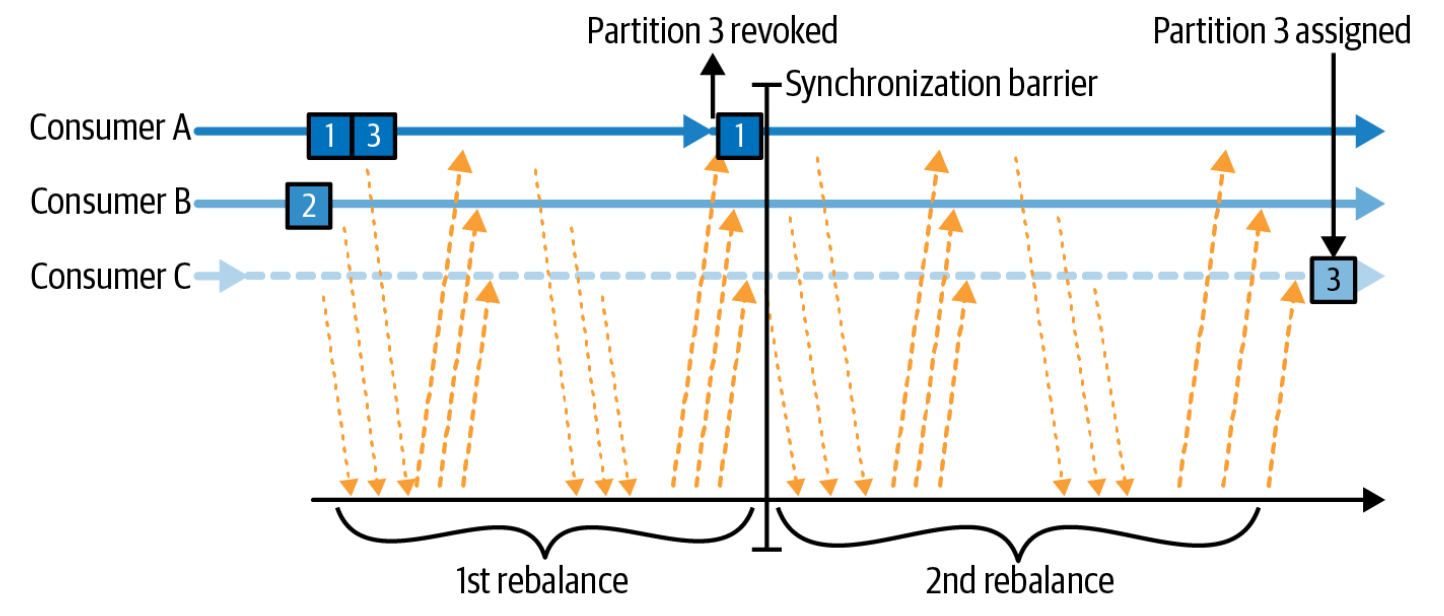 Partition 3 revoked
Partition 3 assigned
Synchronization barrier
Consumer A
1 3
1
Consumer B
2
Consumer C
3
1st rebalance
2nd rebalance